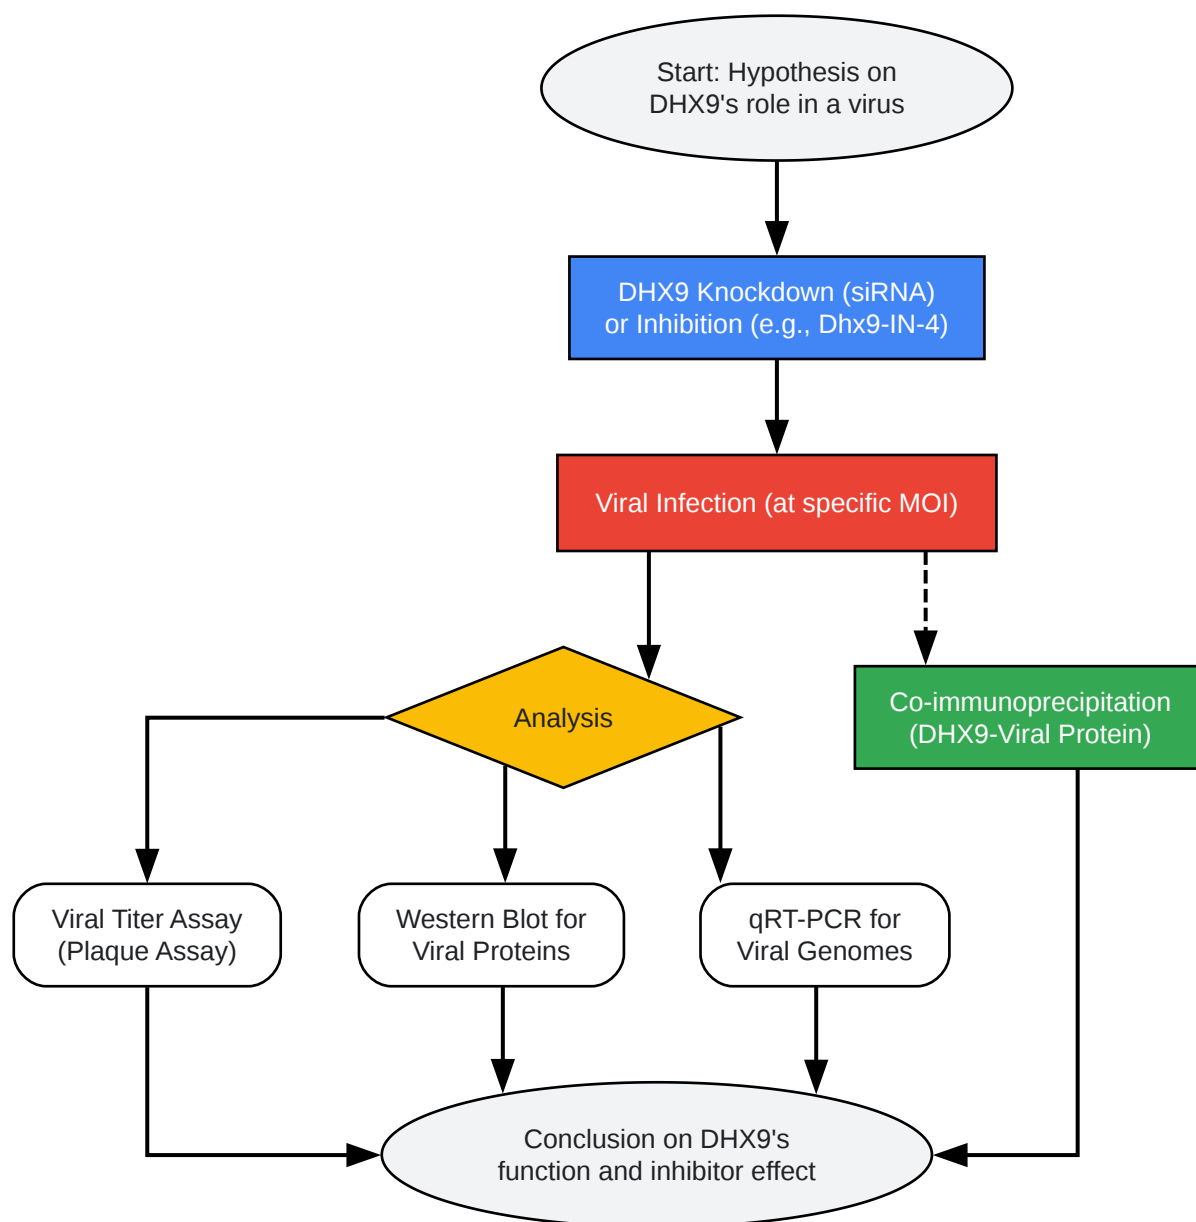 Start: Hypothesis on
DHX9's role in a virus
DHX9 Knockdown (siRNA)
or Inhibition (e.g., Dhx9-IN-4)
Viral Infection (at specific MOI)
Analysis
Co-immunoprecipitation
(DHX9-Viral Protein)
Viral Titer Assay
(Plaque Assay)
Western Blot for
Viral Proteins
qRT-PCR for
Viral Genomes
Conclusion on DHX9's
function and inhibitor effect